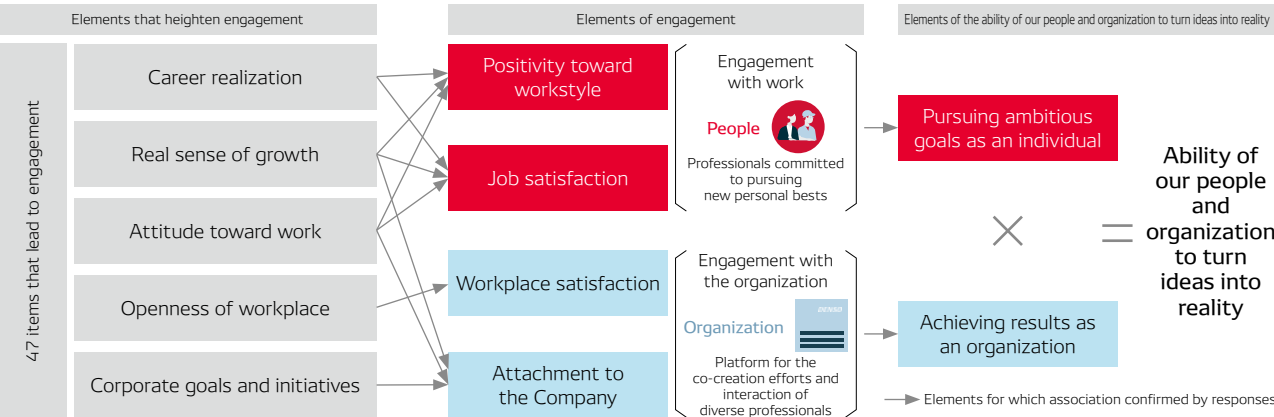 Elements that heighten engagement
Elements of engagement
Elements of the ability of our people and organization to turn ideas into reality
47 items that lead to engagement
Career realization
Real sense of growth
Attitude toward work
Openness of workplace
Corporate goals and initiatives
Positivity toward
workstyle
Job satisfaction
Workplace satisfaction
Attachment to
the Company
Engagement
with work
People
Professionals committed
to pursuing
new personal bests
Engagement with
the organization
DENSO
Organization
Platform for the
co-creation efforts and
interaction of
diverse professionals
Pursuing ambitious
goals as an individual
×
Achieving results as
an organization
=
Ability of
our people
and
organization
to turn
ideas into
reality
Elements for which association confirmed by responses